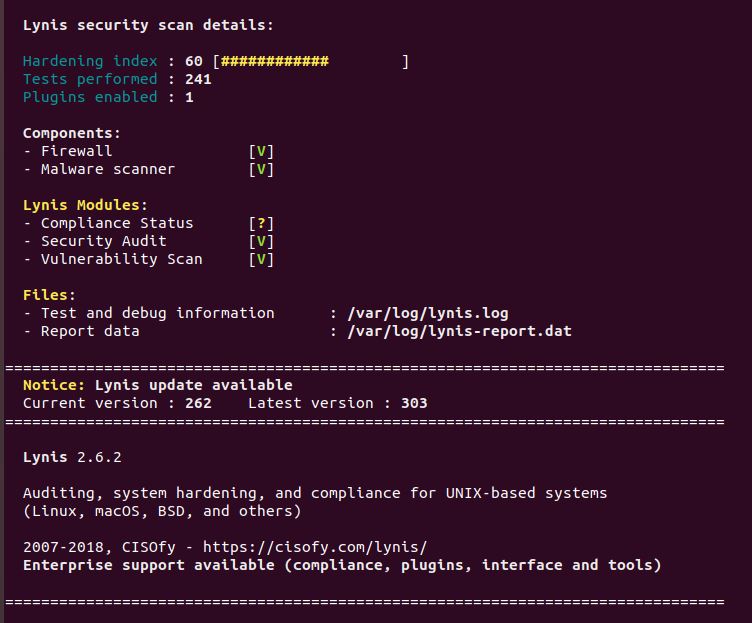 Lynis security scan details:
Hardening index : 60 [############        ]
Tests performed : 241
Plugins enabled : 1
Components:
- Firewall               [V]
- Malware scanner        [V]
Lynis Modules:
- Compliance Status      [?]
- Security Audit         [V]
- Vulnerability Scan     [V]
Files:
- Test and debug information      : /var/log/lynis.log
- Report data                     : /var/log/lynis-report.dat
================================================================================
Notice: Lynis update available
Current version : 262    Latest version : 303
================================================================================
Lynis 2.6.2
Auditing, system hardening, and compliance for UNIX-based systems
(Linux, macOS, BSD, and others)
2007-2018, CISOfy - https://cisofy.com/lynis/
Enterprise support available (compliance, plugins, interface and tools)
================================================================================